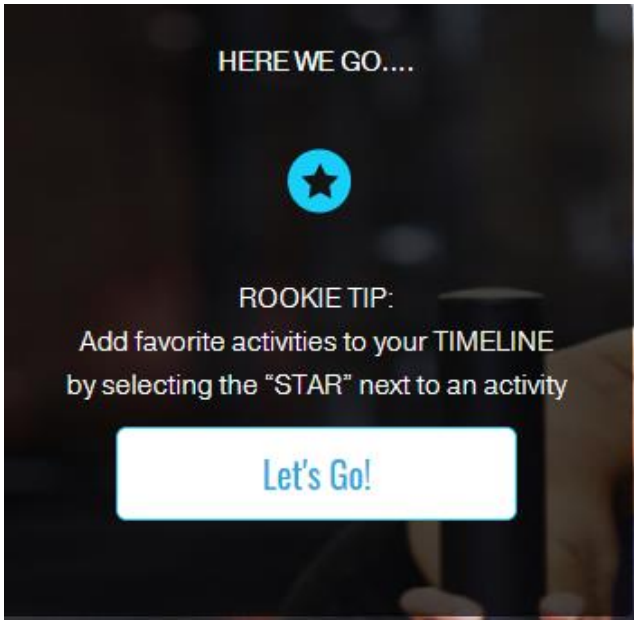 HERE WE GO....
ROOKIE TIP:
Add favorite activities to your TIMELINE
by selecting the “STAR” next to an activity
Let's Go!